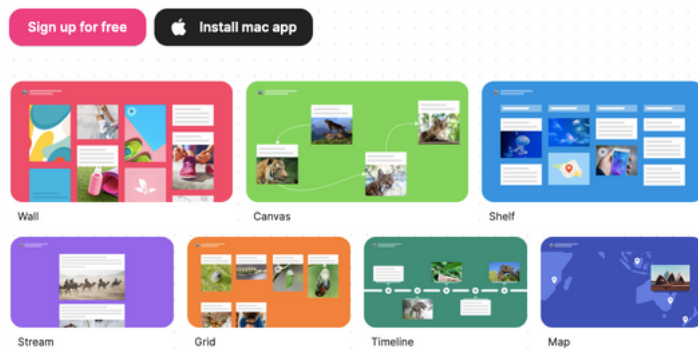 Sign up for free
Install mac app
Wall
Canvas
Shelf
Stream
Grid
Timeline
Map